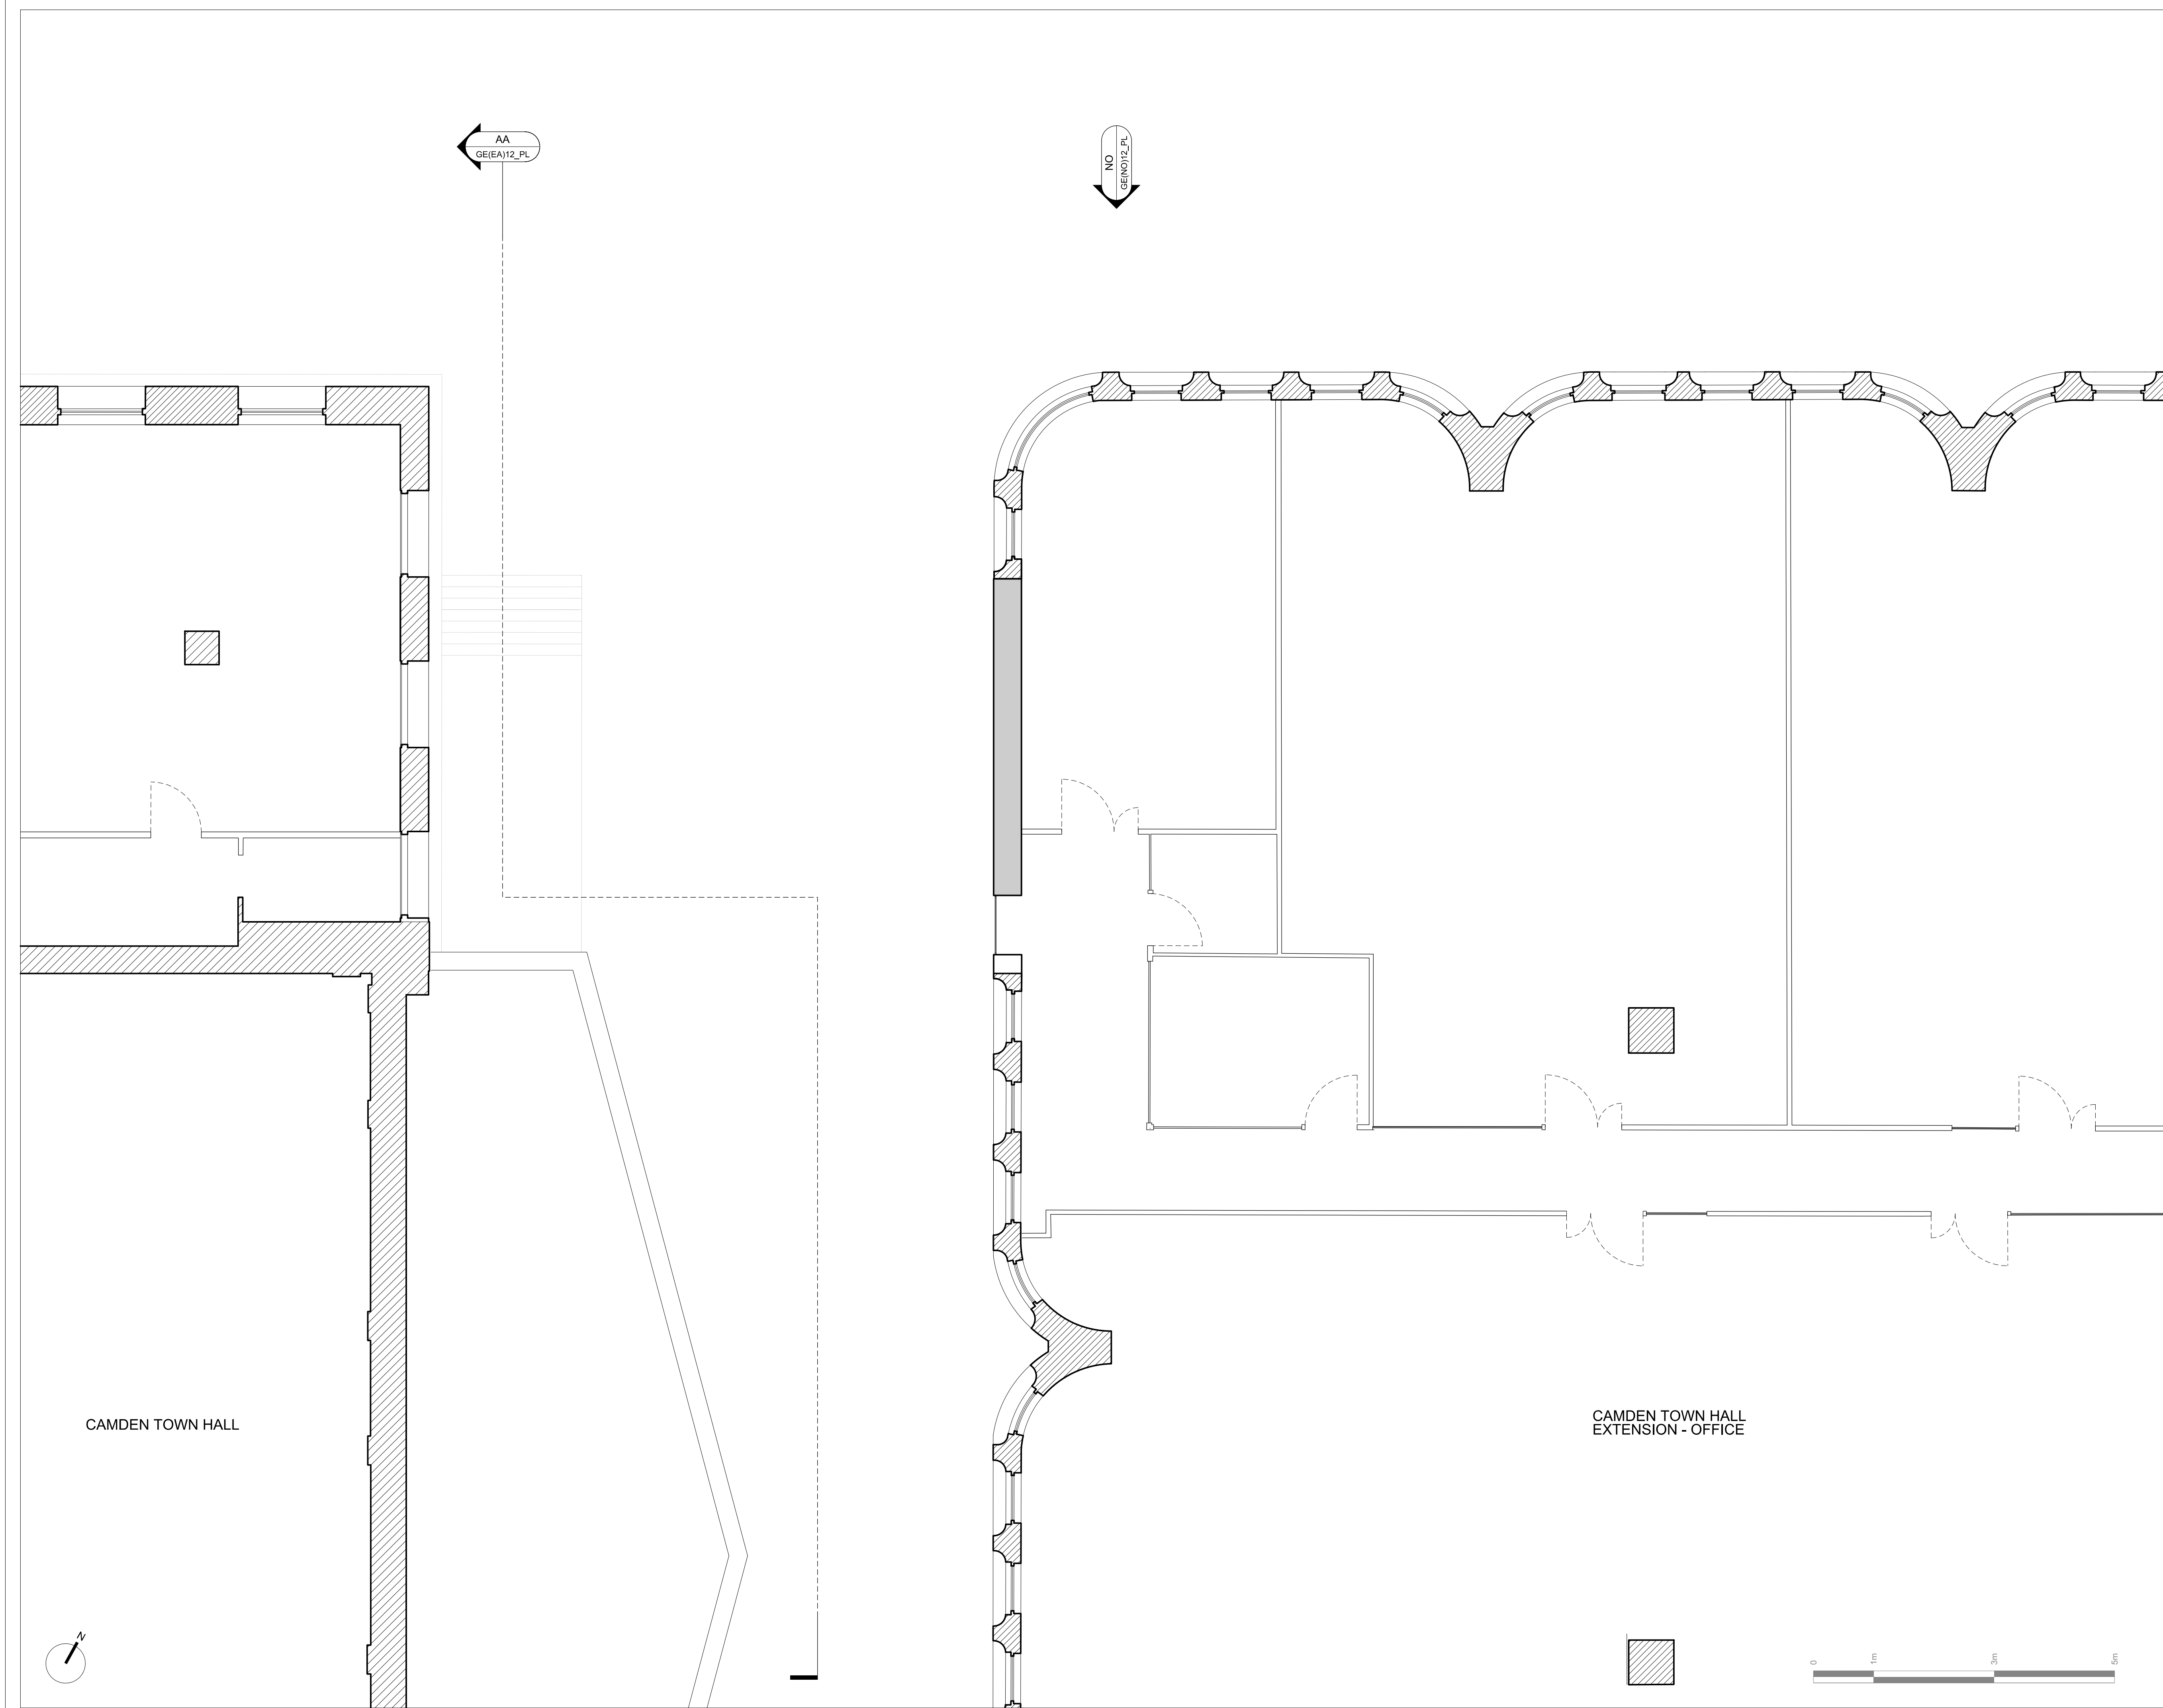 AA
GE(EA)12_PL
NO
GE(NO)12_PL
CAMDEN TOWN HALL
CAMDEN TOWN HALL
EXTENSION - OFFICE
N
0
1m
3m
5m